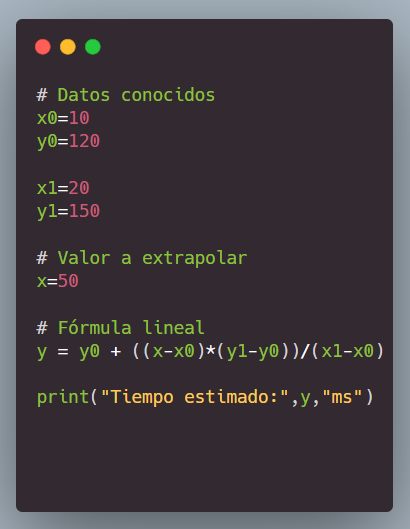 # Datos conocidos
x0=10
y0=120
x1=20
y1=150
# Valor a extrapolar
x=50
# Fórmula lineal
y = y0 + ((x-x0)*(y1-y0))/(x1-x0)
print("Tiempo estimado:",y,"ms")